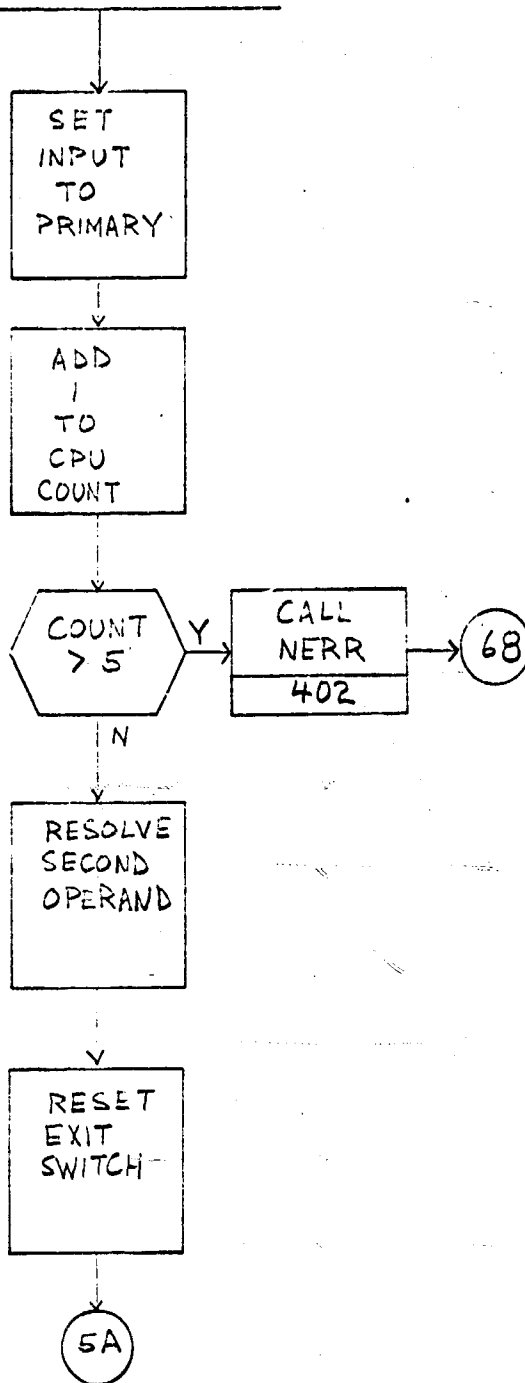 SET
INPUT
TO
PRIMARY
ADD
1
TO
CPU
COUNT
COUNT
> 5
Y
CALL
NERR
402
68
N
RESOLVE
SECOND
OPERAND
RESET
EXIT
SWITCH
5A